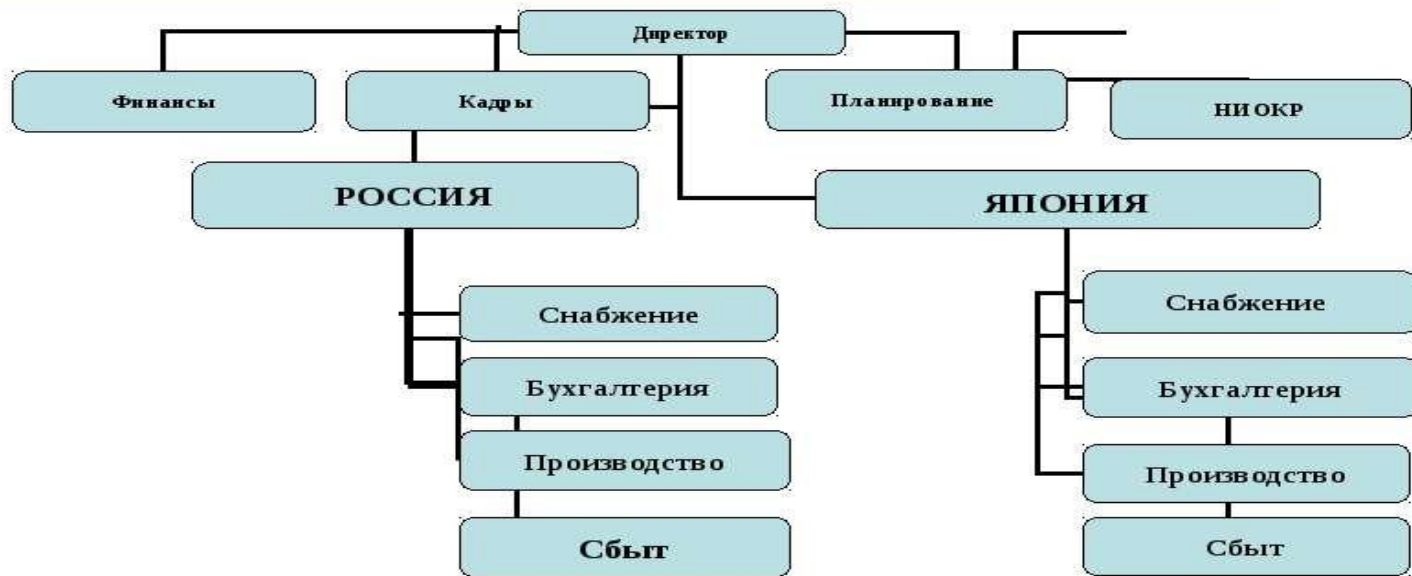 Директор
Финансы
Кадры
Планирование
НИОКР
РОССИЯ
ЯПОНИЯ
Снабжение
Бухгалтерия
Производство
Сбыт
Снабжение
Бухгалтерия
Производство
Сбыт